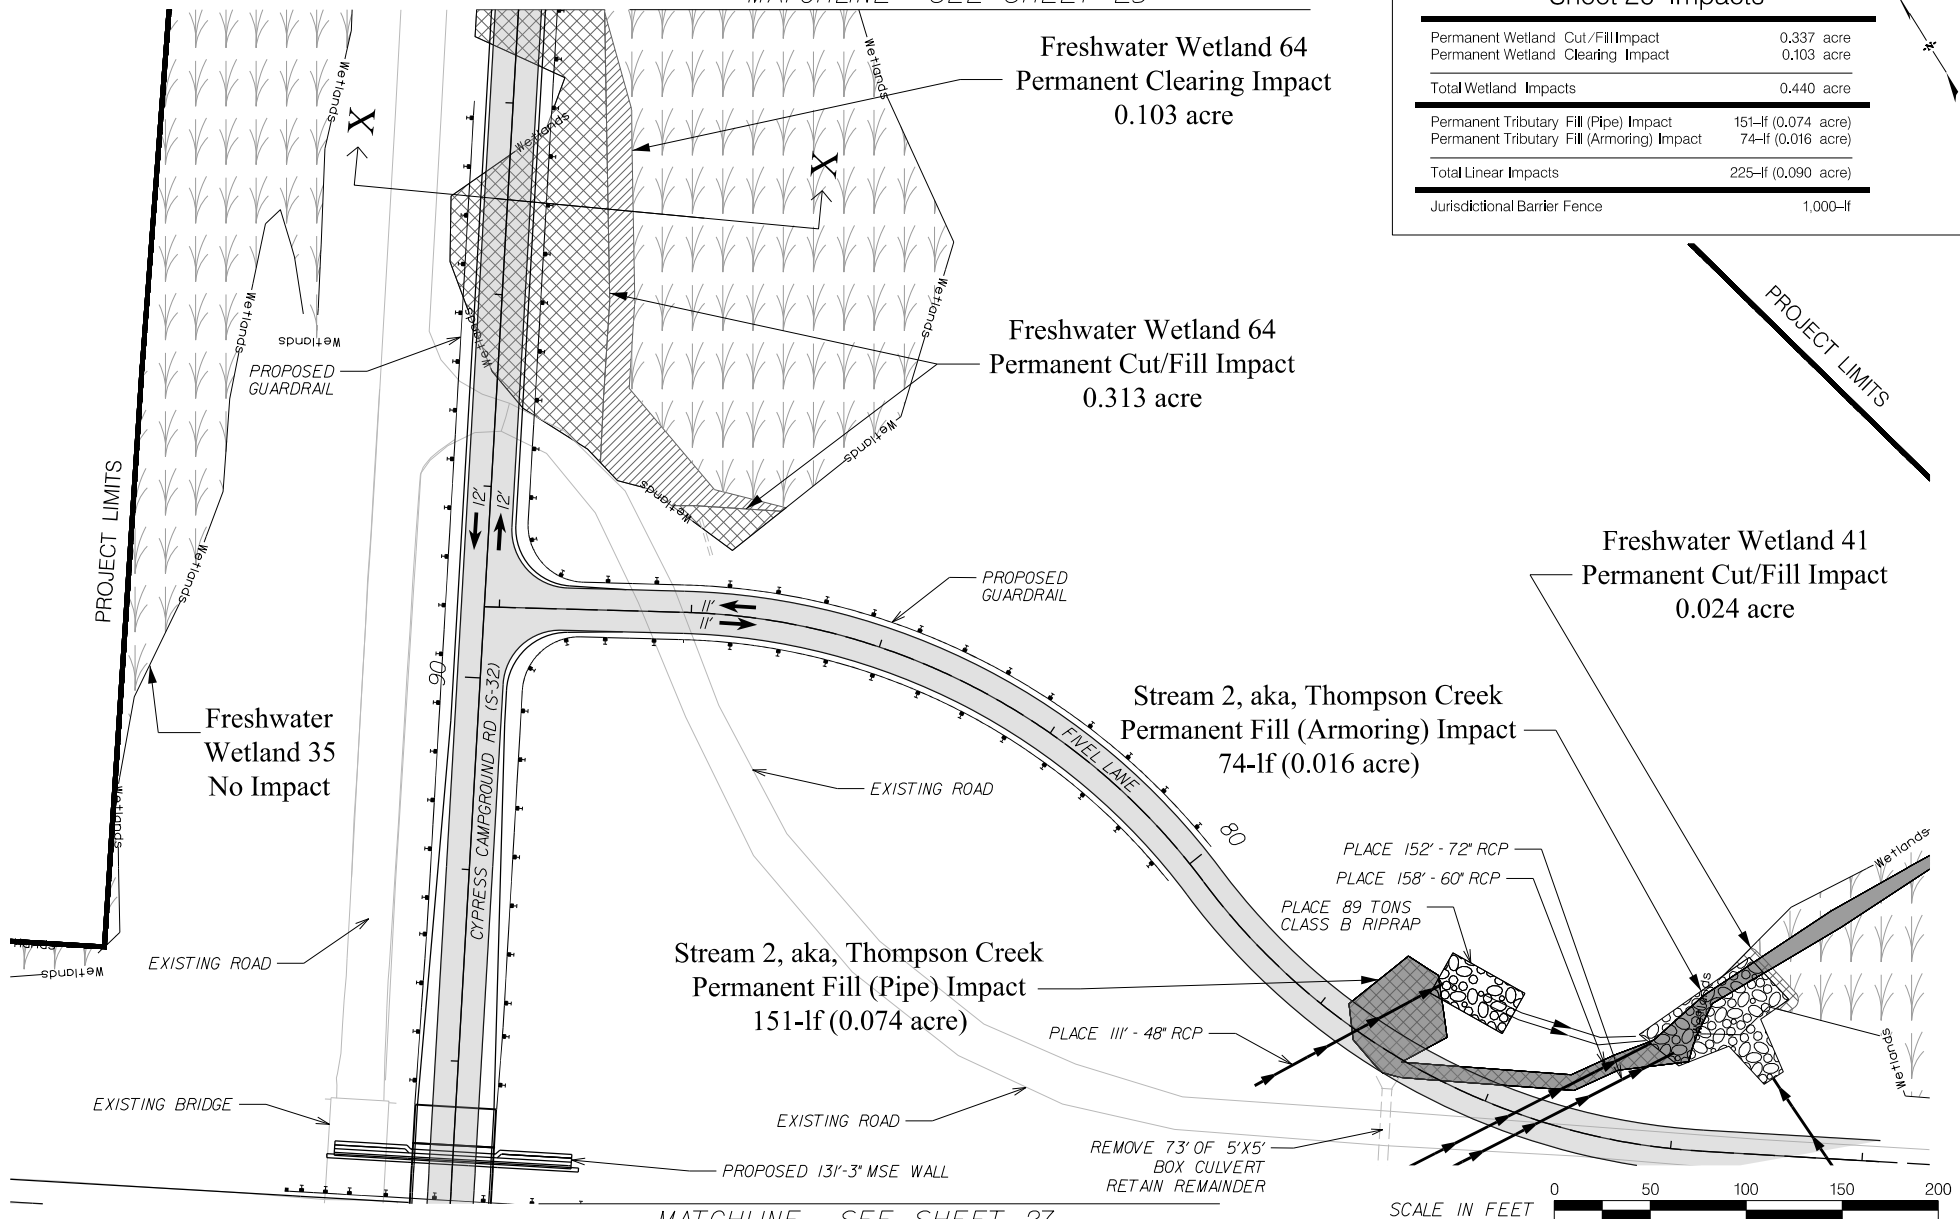 Freshwater Wetland 64
Permanent Clearing Impact
0.103 acre
Permanent Wetland Cut/Fill Impact 0.337 acre
Permanent Wetland Clearing Impact 0.103 acre
Total Wetland Impacts 0.440 acre
Permanent Tributary Fill (Pipe) Impact 151-lf (0.074 acre)
Permanent Tributary Fill (Armoring) Impact 74-lf (0.016 acre)
Total Linear Impacts 225-lf (0.090 acre)
Jurisdictional Barrier Fence 1,000-lf
Wetlands
Wetlands
Wetlands
X
X
Wetlands
Wetlands
Wetlands
Wetlands
Wetlands
Wetlands
Wetlands
Wetlands
PROPOSED
GUARDRAIL
Freshwater Wetland 64
Permanent Cut/Fill Impact
0.313 acre
PROJECT LIMITS
PROJECT LIMITS
12'
12'
Freshwater Wetland 41
Permanent Cut/Fill Impact
0.024 acre
PROPOSED
GUARDRAIL
11'
11'
90
CYPRESS CAMPGROUND RD (S-32)
Freshwater
Wetland 35
No Impact
Stream 2, aka, Thompson Creek
Permanent Fill (Armoring) Impact
74-lf (0.016 acre)
FIVEL LANE
80
EXISTING ROAD
Wetlands
PLACE 152' - 72" RCP
PLACE 158' - 60" RCP
PLACE 89 TONS
CLASS B RIPRAP
Wetlands
Wetlands
EXISTING ROAD
Stream 2, aka, Thompson Creek
Permanent Fill (Pipe) Impact
151-lf (0.074 acre)
PLACE 111' - 48" RCP
Wetlands
Wetlands
EXISTING BRIDGE
EXISTING ROAD
PROPOSED 131'-3" MSE WALL
REMOVE 73' OF 5'X5'
BOX CULVERT
RETAIN REMAINDER
MATCHLINE SEE SHEET 27
SCALE IN FEET
0 50 100 150 200